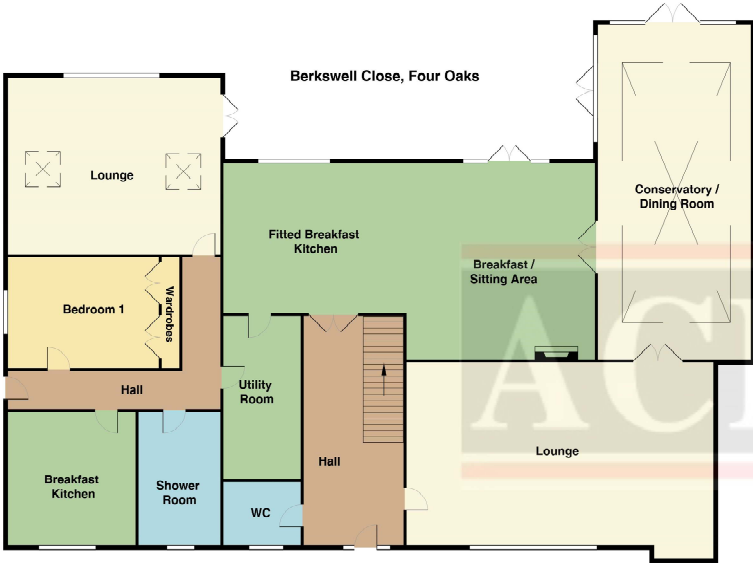 Berkswell Close, Four Oaks
Lounge
Conservatory /
Dining Room
Fitted Breakfast
Kitchen
Breakfast /
Sitting Area
Bedroom 1
Wardrobes
Hall
Utility
Room
Breakfast
Kitchen
Shower
Room
WC
Hall
Lounge